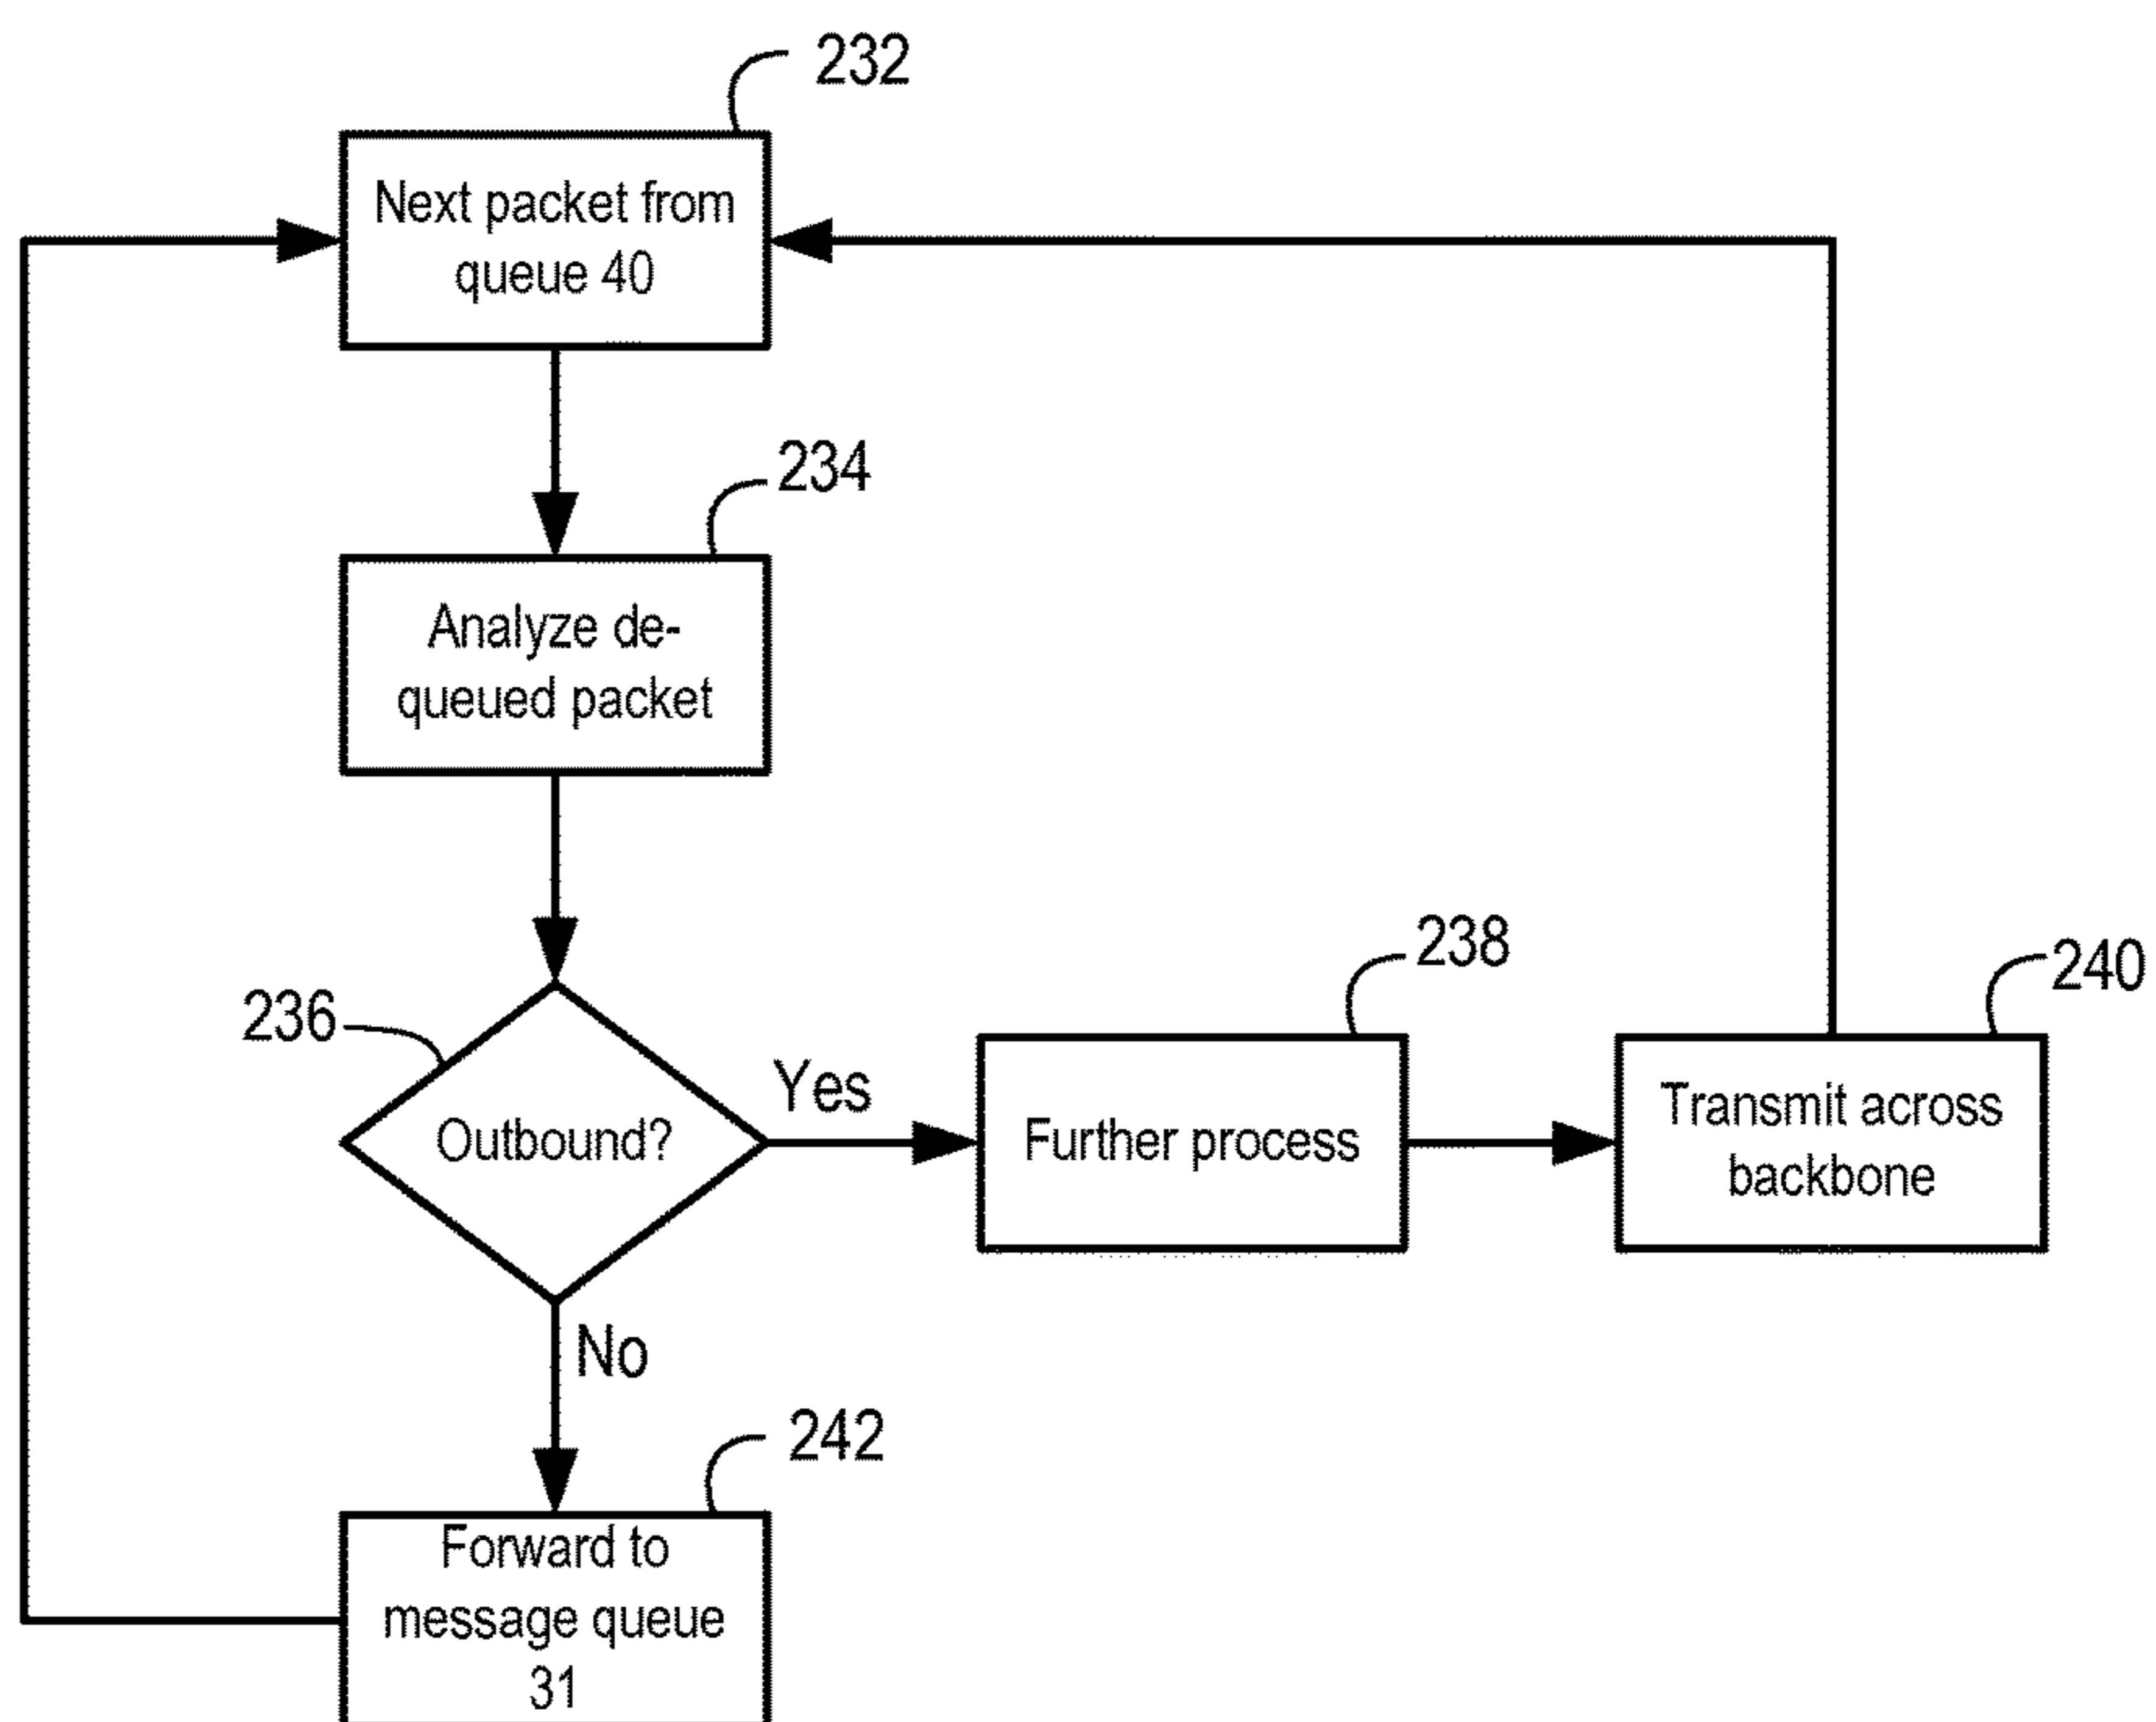 232
Next packet from
queue 40
234
Analyze de-
queued packet
236
Outbound?
Yes
238
Further process
240
Transmit across
backbone
No
242
Forward to
message queue
31